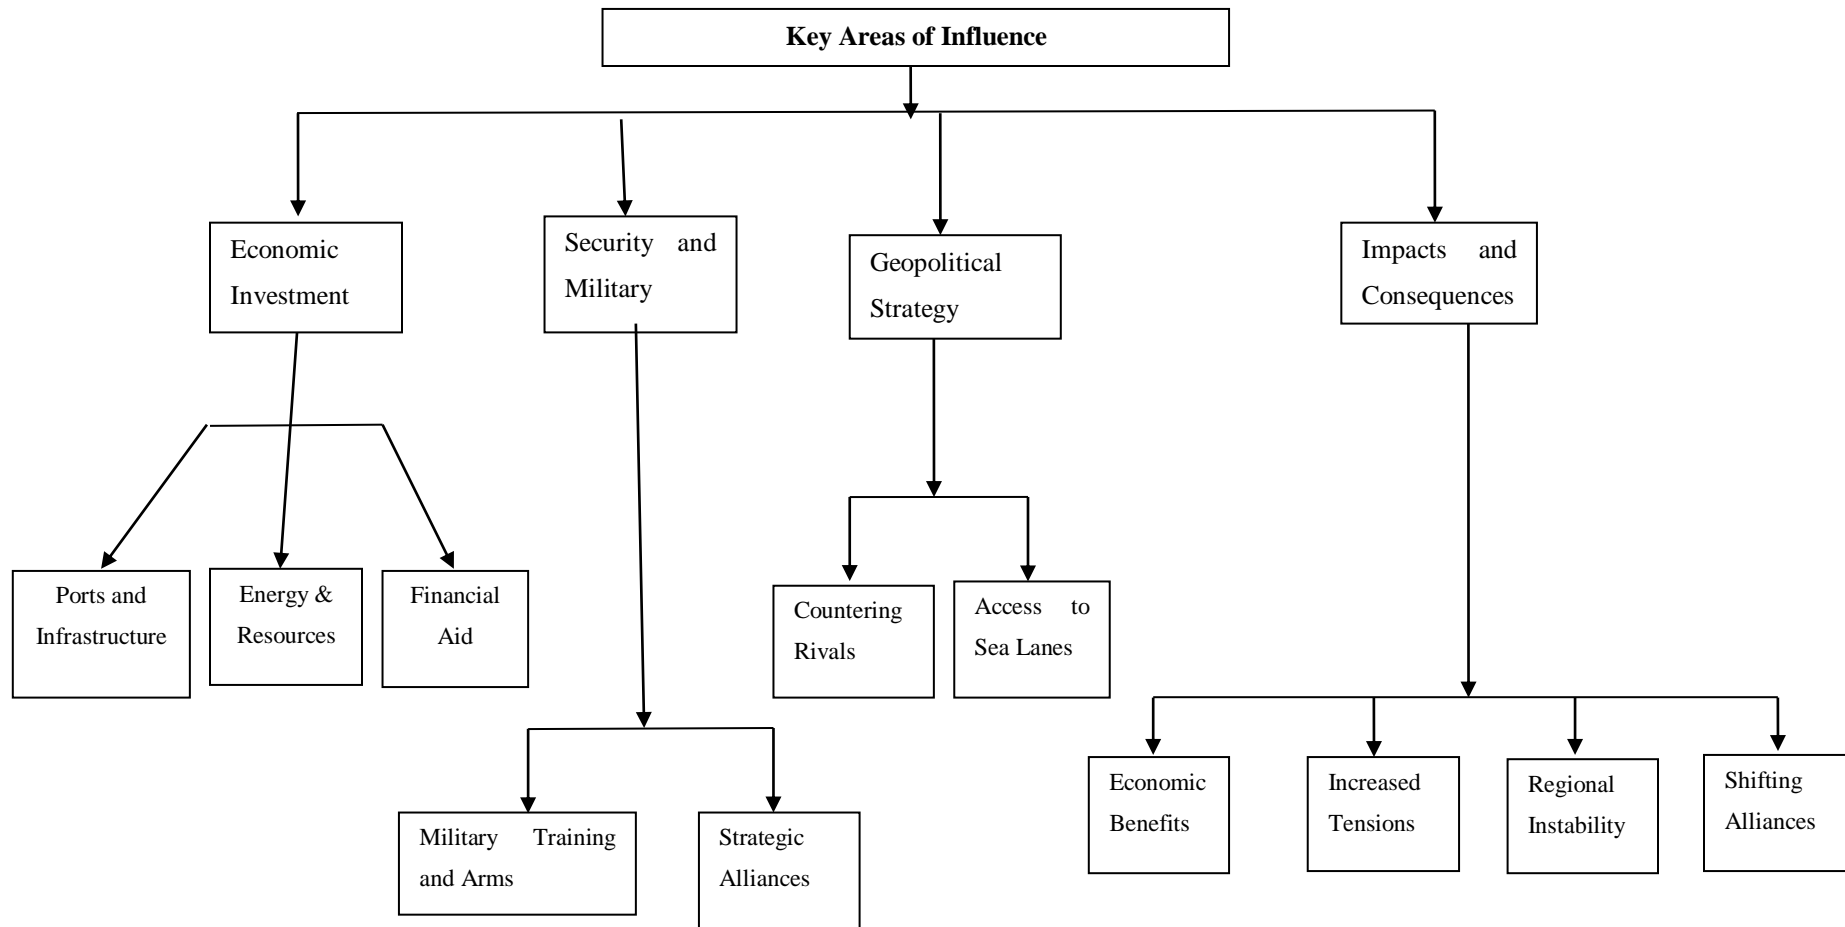 Key Areas of Influence
Economic
Investment
Security and
Military
Geopolitical
Strategy
Impacts and
Consequences
Ports and
Infrastructure
Energy &
Resources
Financial
Aid
Countering
Rivals
Access to
Sea Lanes
Military Training
and Arms
Strategic
Alliances
Economic
Benefits
Increased
Tensions
Regional
Instability
Shifting
Alliances